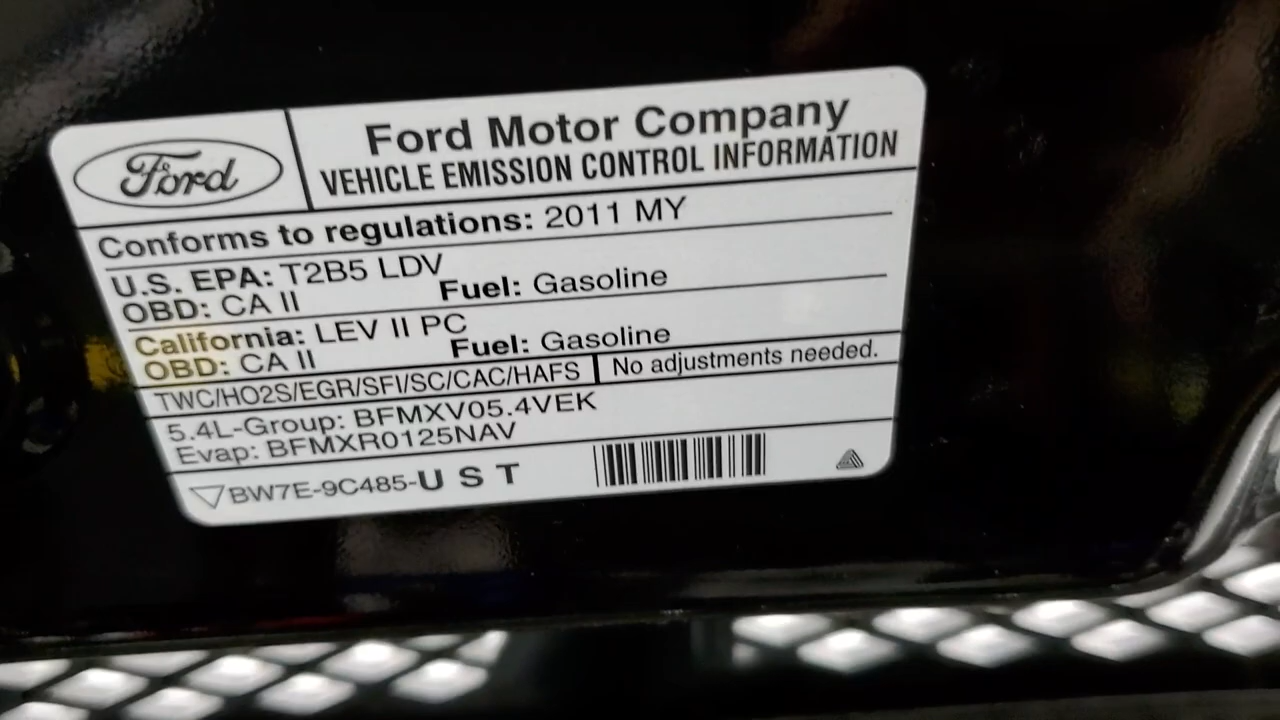 Ford
Ford Motor Company
VEHICLE EMISSION CONTROL INFORMATION
Conforms to regulations: 2011 MY
U.S. EPA: T2B5 LDV
OBD: CA II Fuel: Gasoline
California: LEV II PC
OBD: CA II Fuel: Gasoline
TWC/HO2S/EGR/SFI/SC/CAC/HAFS No adjustments needed.
5.4L-Group: BFMXV05.4VEK
Evap: BFMXR0125NAV
BW7E-9C485-U S T